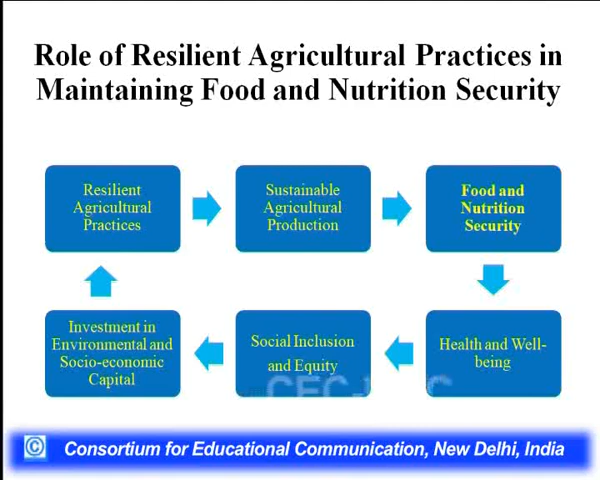 Role of Resilient Agricultural Practices in
Maintaining Food and Nutrition Security
Resilient
Agricultural
Practices
Sustainable
Agricultural
Production
Food and
Nutrition
Security
Health and Well-
being
Social Inclusion
and Equity
Investment in
Environmental and
Socio-economic
Capital
© Consortium for Educational Communication, New Delhi, India